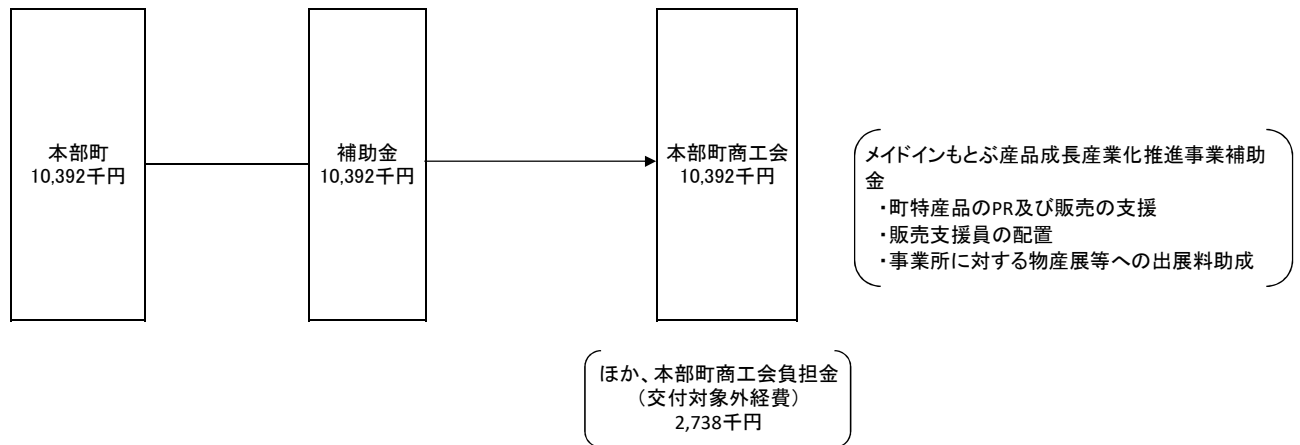 本部町
10,392千円
補助金
10,392千円
本部町商工会
10,392千円
メイドインもとぶ産品成長産業化推進事業補助
金
・町特産品のPR及び販売の支援
・販売支援員の配置
・事業所に対する物産展等への出展料助成
ほか、本部町商工会負担金
（交付対象外経費）
2,738千円